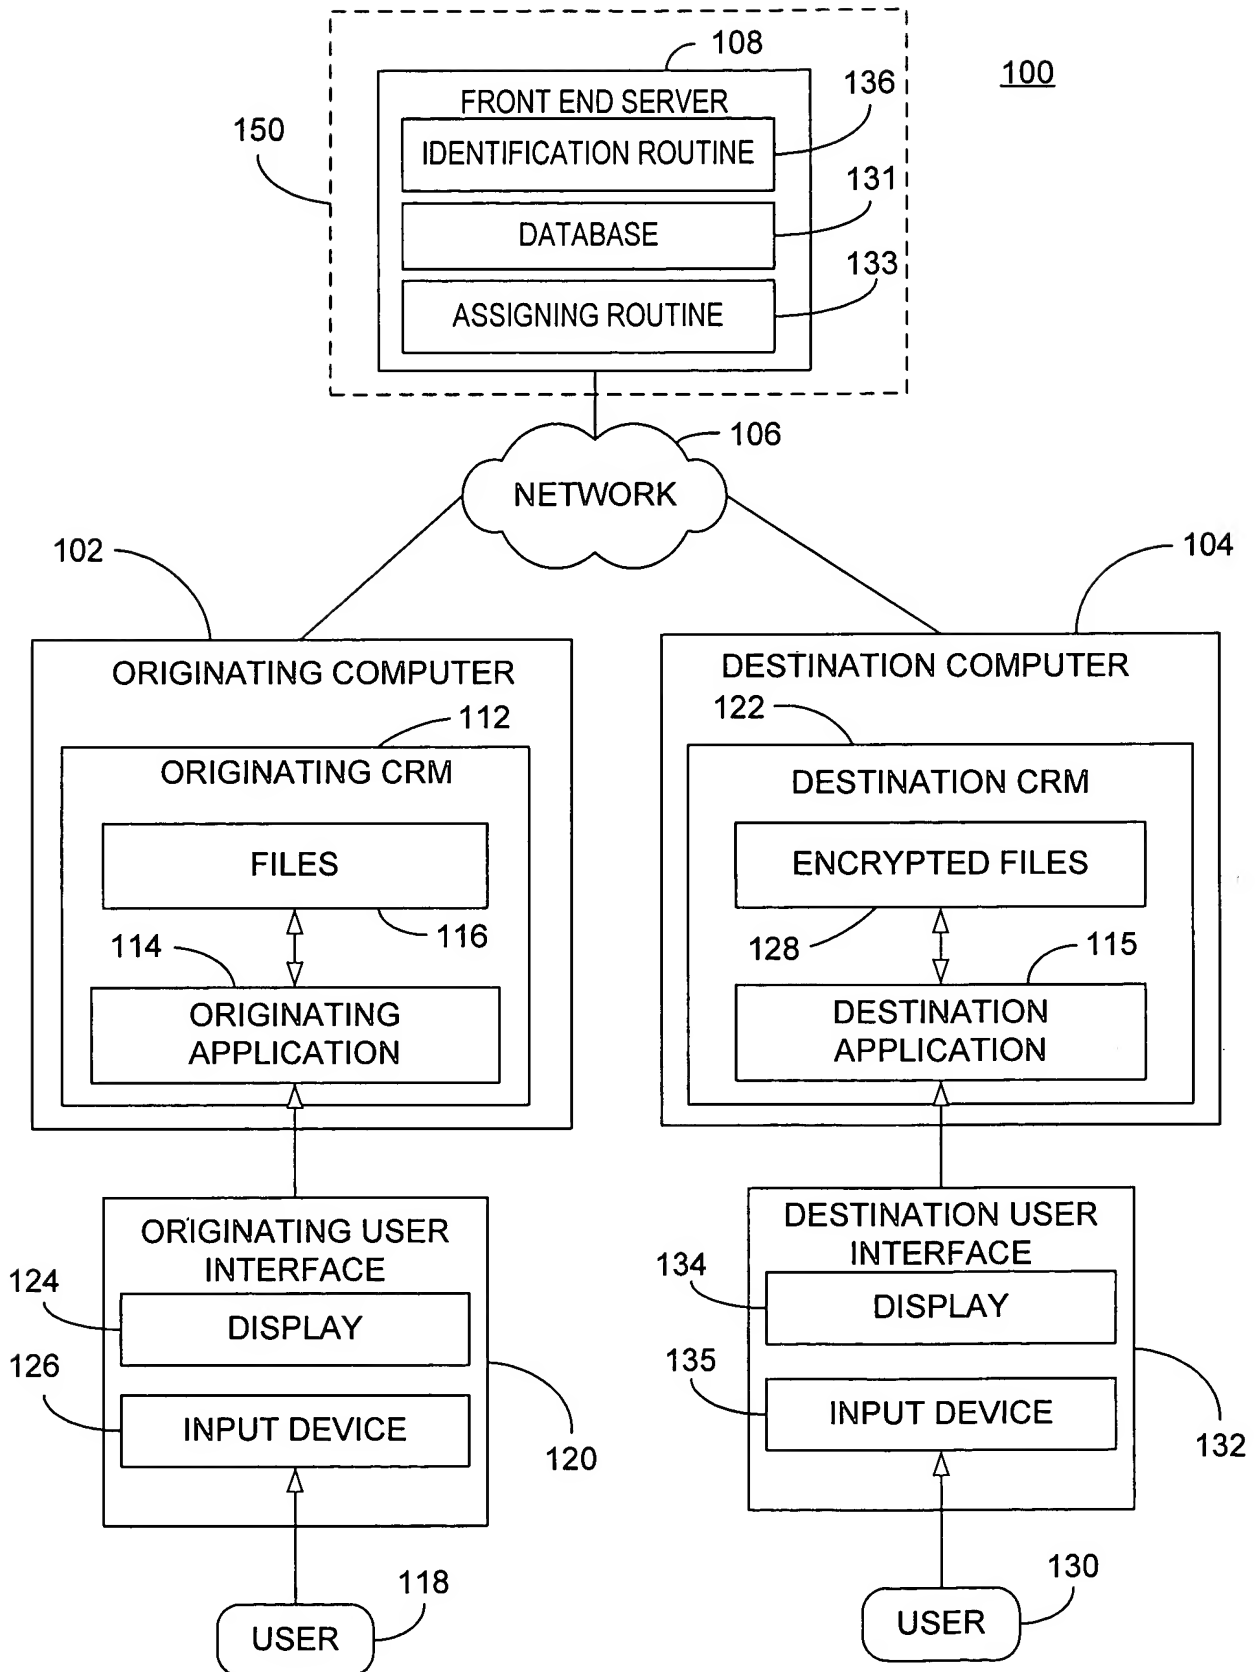 108
100
FRONT END SERVER
136
150
IDENTIFICATION ROUTINE
131
DATABASE
133
ASSIGNING ROUTINE
106
NETWORK
102
104
ORIGINATING COMPUTER
DESTINATION COMPUTER
112
122
ORIGINATING CRM
DESTINATION CRM
FILES
ENCRYPTED FILES
116
114
128
115
ORIGINATING
APPLICATION
DESTINATION
APPLICATION
ORIGINATING USER
INTERFACE
DESTINATION USER
INTERFACE
124
134
DISPLAY
DISPLAY
126
135
INPUT DEVICE
INPUT DEVICE
120
132
118
130
USER
USER